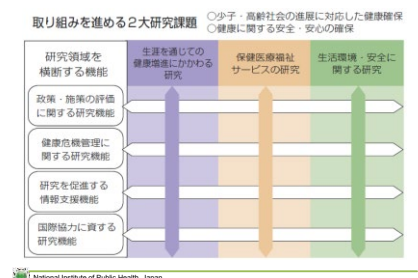 取り組みを進める2大研究課題
○少子・高齢社会の進展に対応した健康確保
○健康に関する安全・安心の確保
研究領域を
横断する機能
生涯を通じての
健康増進にかかわる
研究
保健医療福祉
サービスの研究
生活環境・安全に
関する研究
政策・施策の評価
に関する研究機能
健康危機管理に
関する研究機能
研究を促進する
情報支援機能
国際協力に資する
研究機能
National Institute of Public Health, Japan